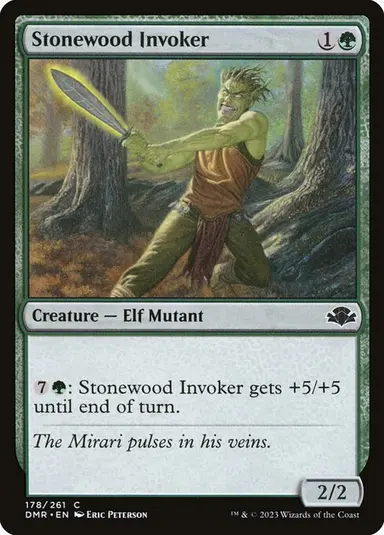 Stonewood Invoker 1
Creature — Elf Mutant
7 : Stonewood Invoker gets +5/+5
until end of turn.
The Mirari pulses in his veins.
2/2
178/261 C
DMR • EN Eric Peterson
™ & © 2023 Wizards of the Coast